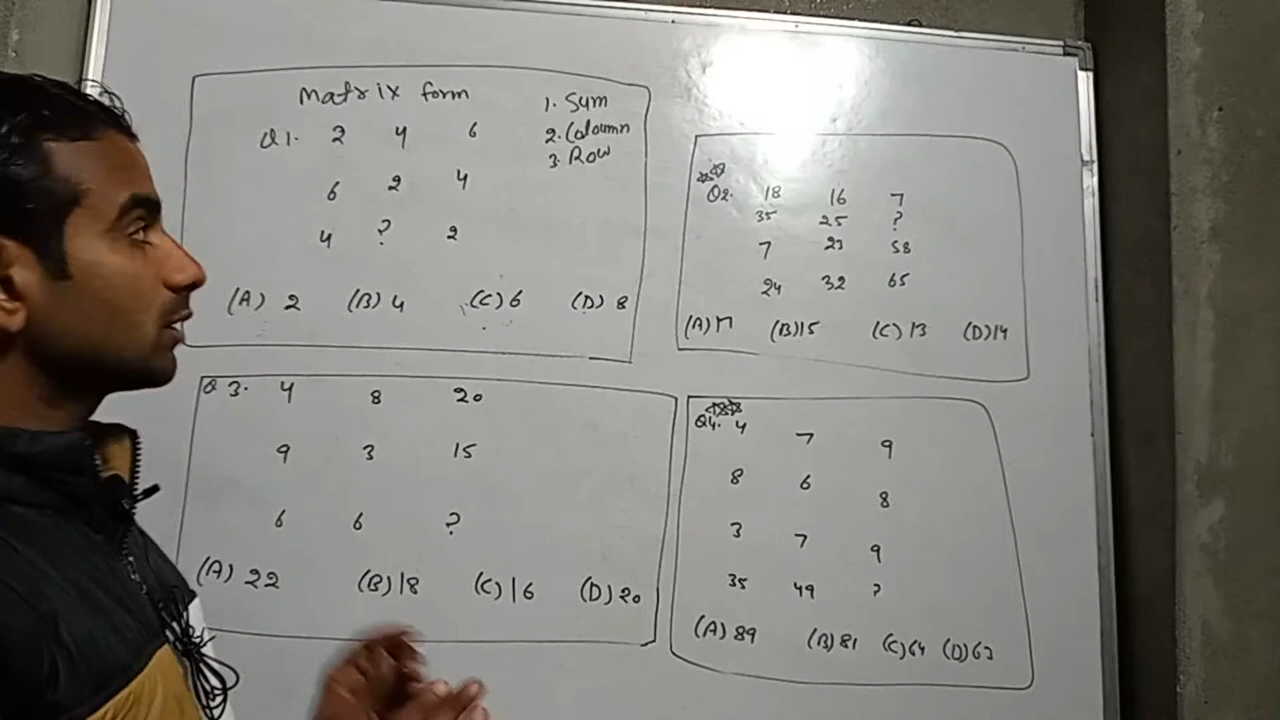 Matrix form
1. Sum
2. Coloumn
3. Row
Q1. 2 4 6
6 2 4
4 ? 2
(A) 2 (B) 4 (C) 6 (D) 8
Q2. 18 16 7
35 25 ?
7 23 58
24 32 65
(A) 17 (B) 15 (C) 13 (D) 14
Q3. 4 8 20
9 3 15
6 6 ?
(A) 22 (B) 18 (C) 16 (D) 20
Q4. 4 7 9
8 6 8
3 7 9
35 49 ?
(A) 89 (B) 81 (C) 64 (D) 63